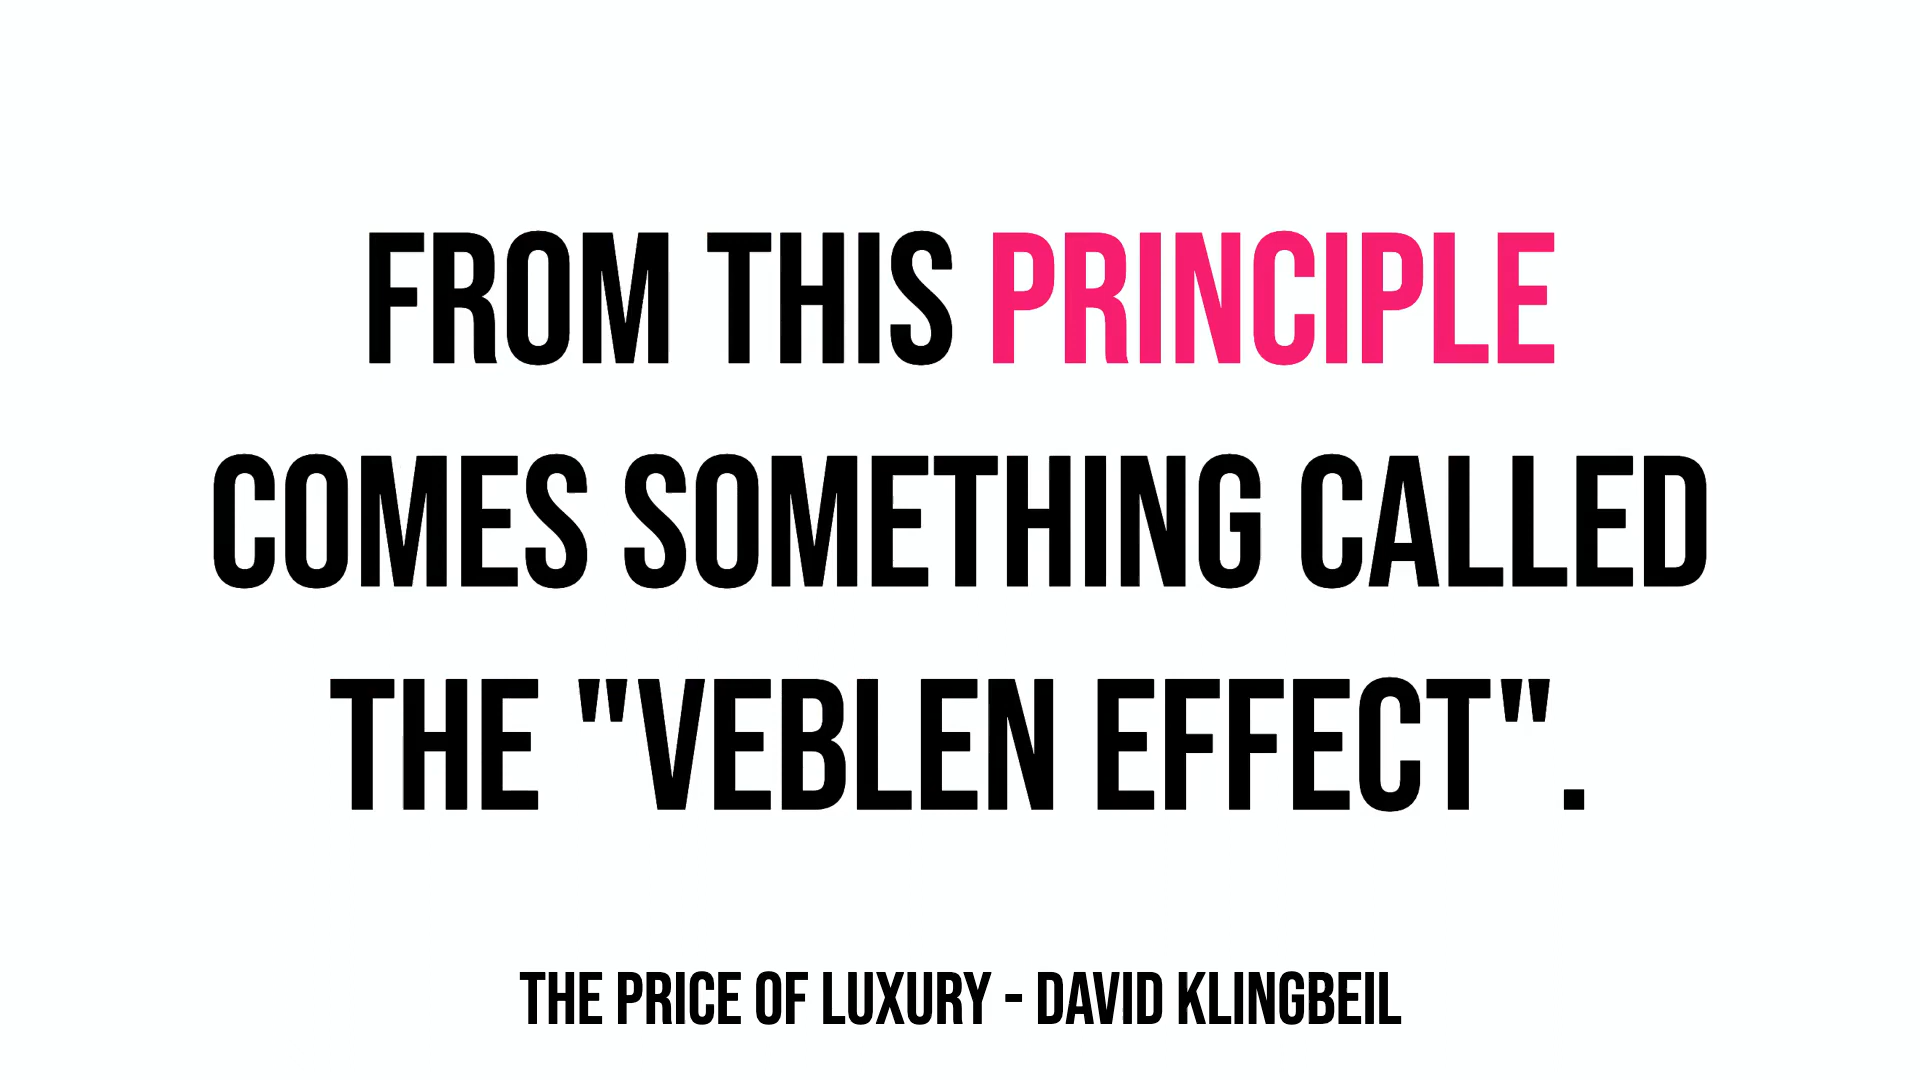 FROM THIS PRINCIPLE
COMES SOMETHING CALLED
THE "VEBLEN EFFECT".
THE PRICE OF LUXURY - DAVID KLINGBEIL